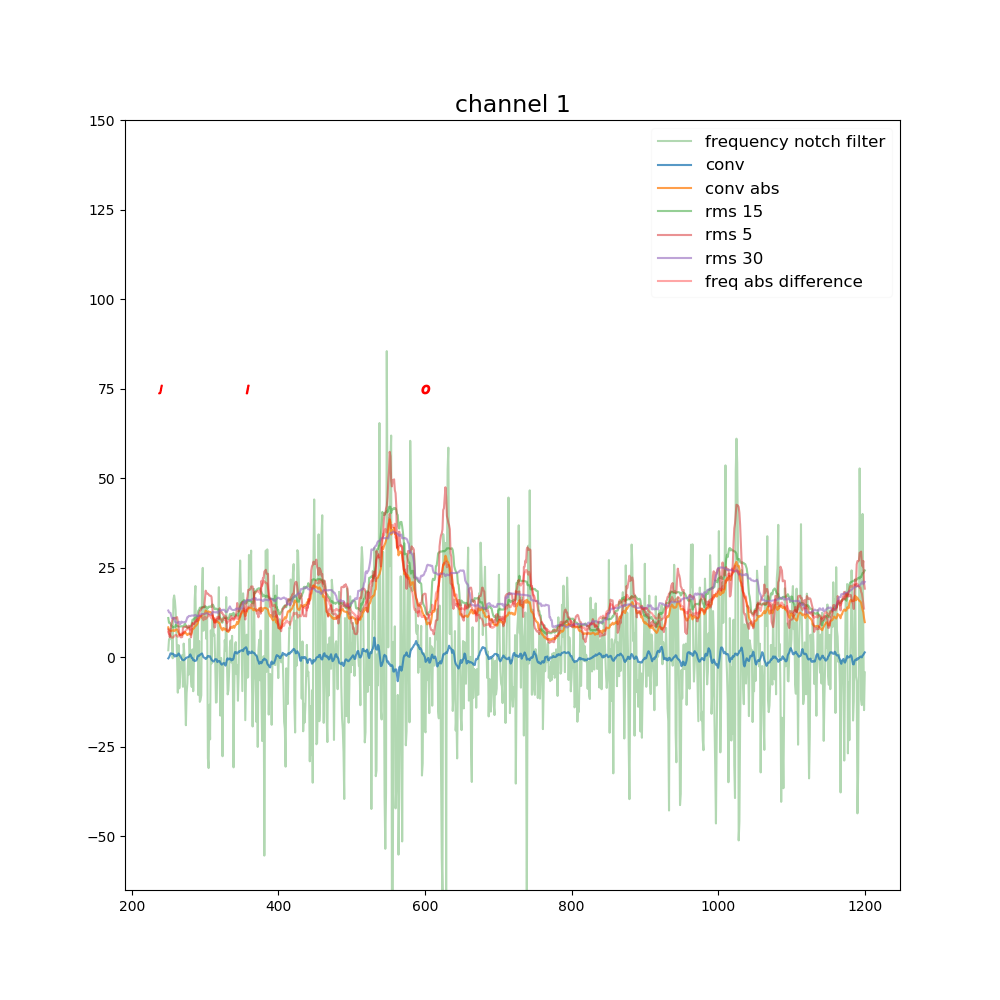 channel 1
150
125
100
75
50
25
0
−25
−50
frequency notch filter
conv
conv abs
rms 15
rms 5
rms 30
freq abs difference
ı ı o
200 400 600 800 1000 1200